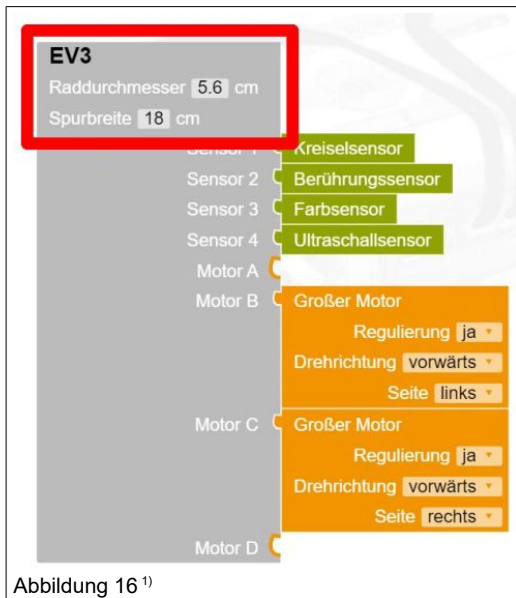 EV3
Raddurchmesser 5.6 cm
Spurbreite 18 cm
Sensor 1 Kreiselsensor
Sensor 2 Berührungssensor
Sensor 3 Farbsensor
Sensor 4 Ultraschallsensor
Motor A
Motor B Großer Motor
Regulierung ja
Drehrichtung vorwärts
Seite links
Motor C Großer Motor
Regulierung ja
Drehrichtung vorwärts
Seite rechts
Motor D
Abbildung 16 1)